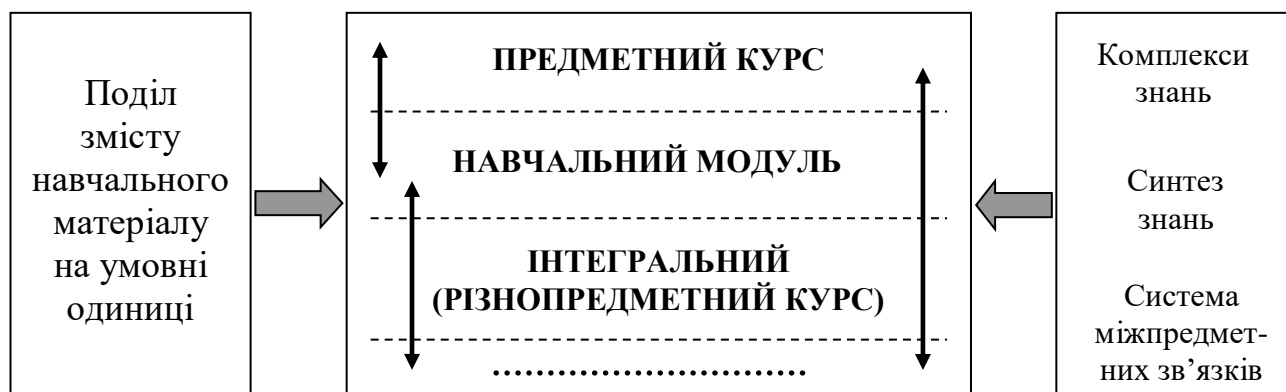 Поділ
змісту
навчального
матеріалу
на умовні
одиниці
ПРЕДМЕТНИЙ КУРС
НАВЧАЛЬНИЙ МОДУЛЬ
ІНТЕГРАЛЬНИЙ
(РІЗНОПРЕДМЕТНИЙ КУРС)
................................
Комплекси
знань
Синтез
знань
Система
міжпредмет-
них зв’язків